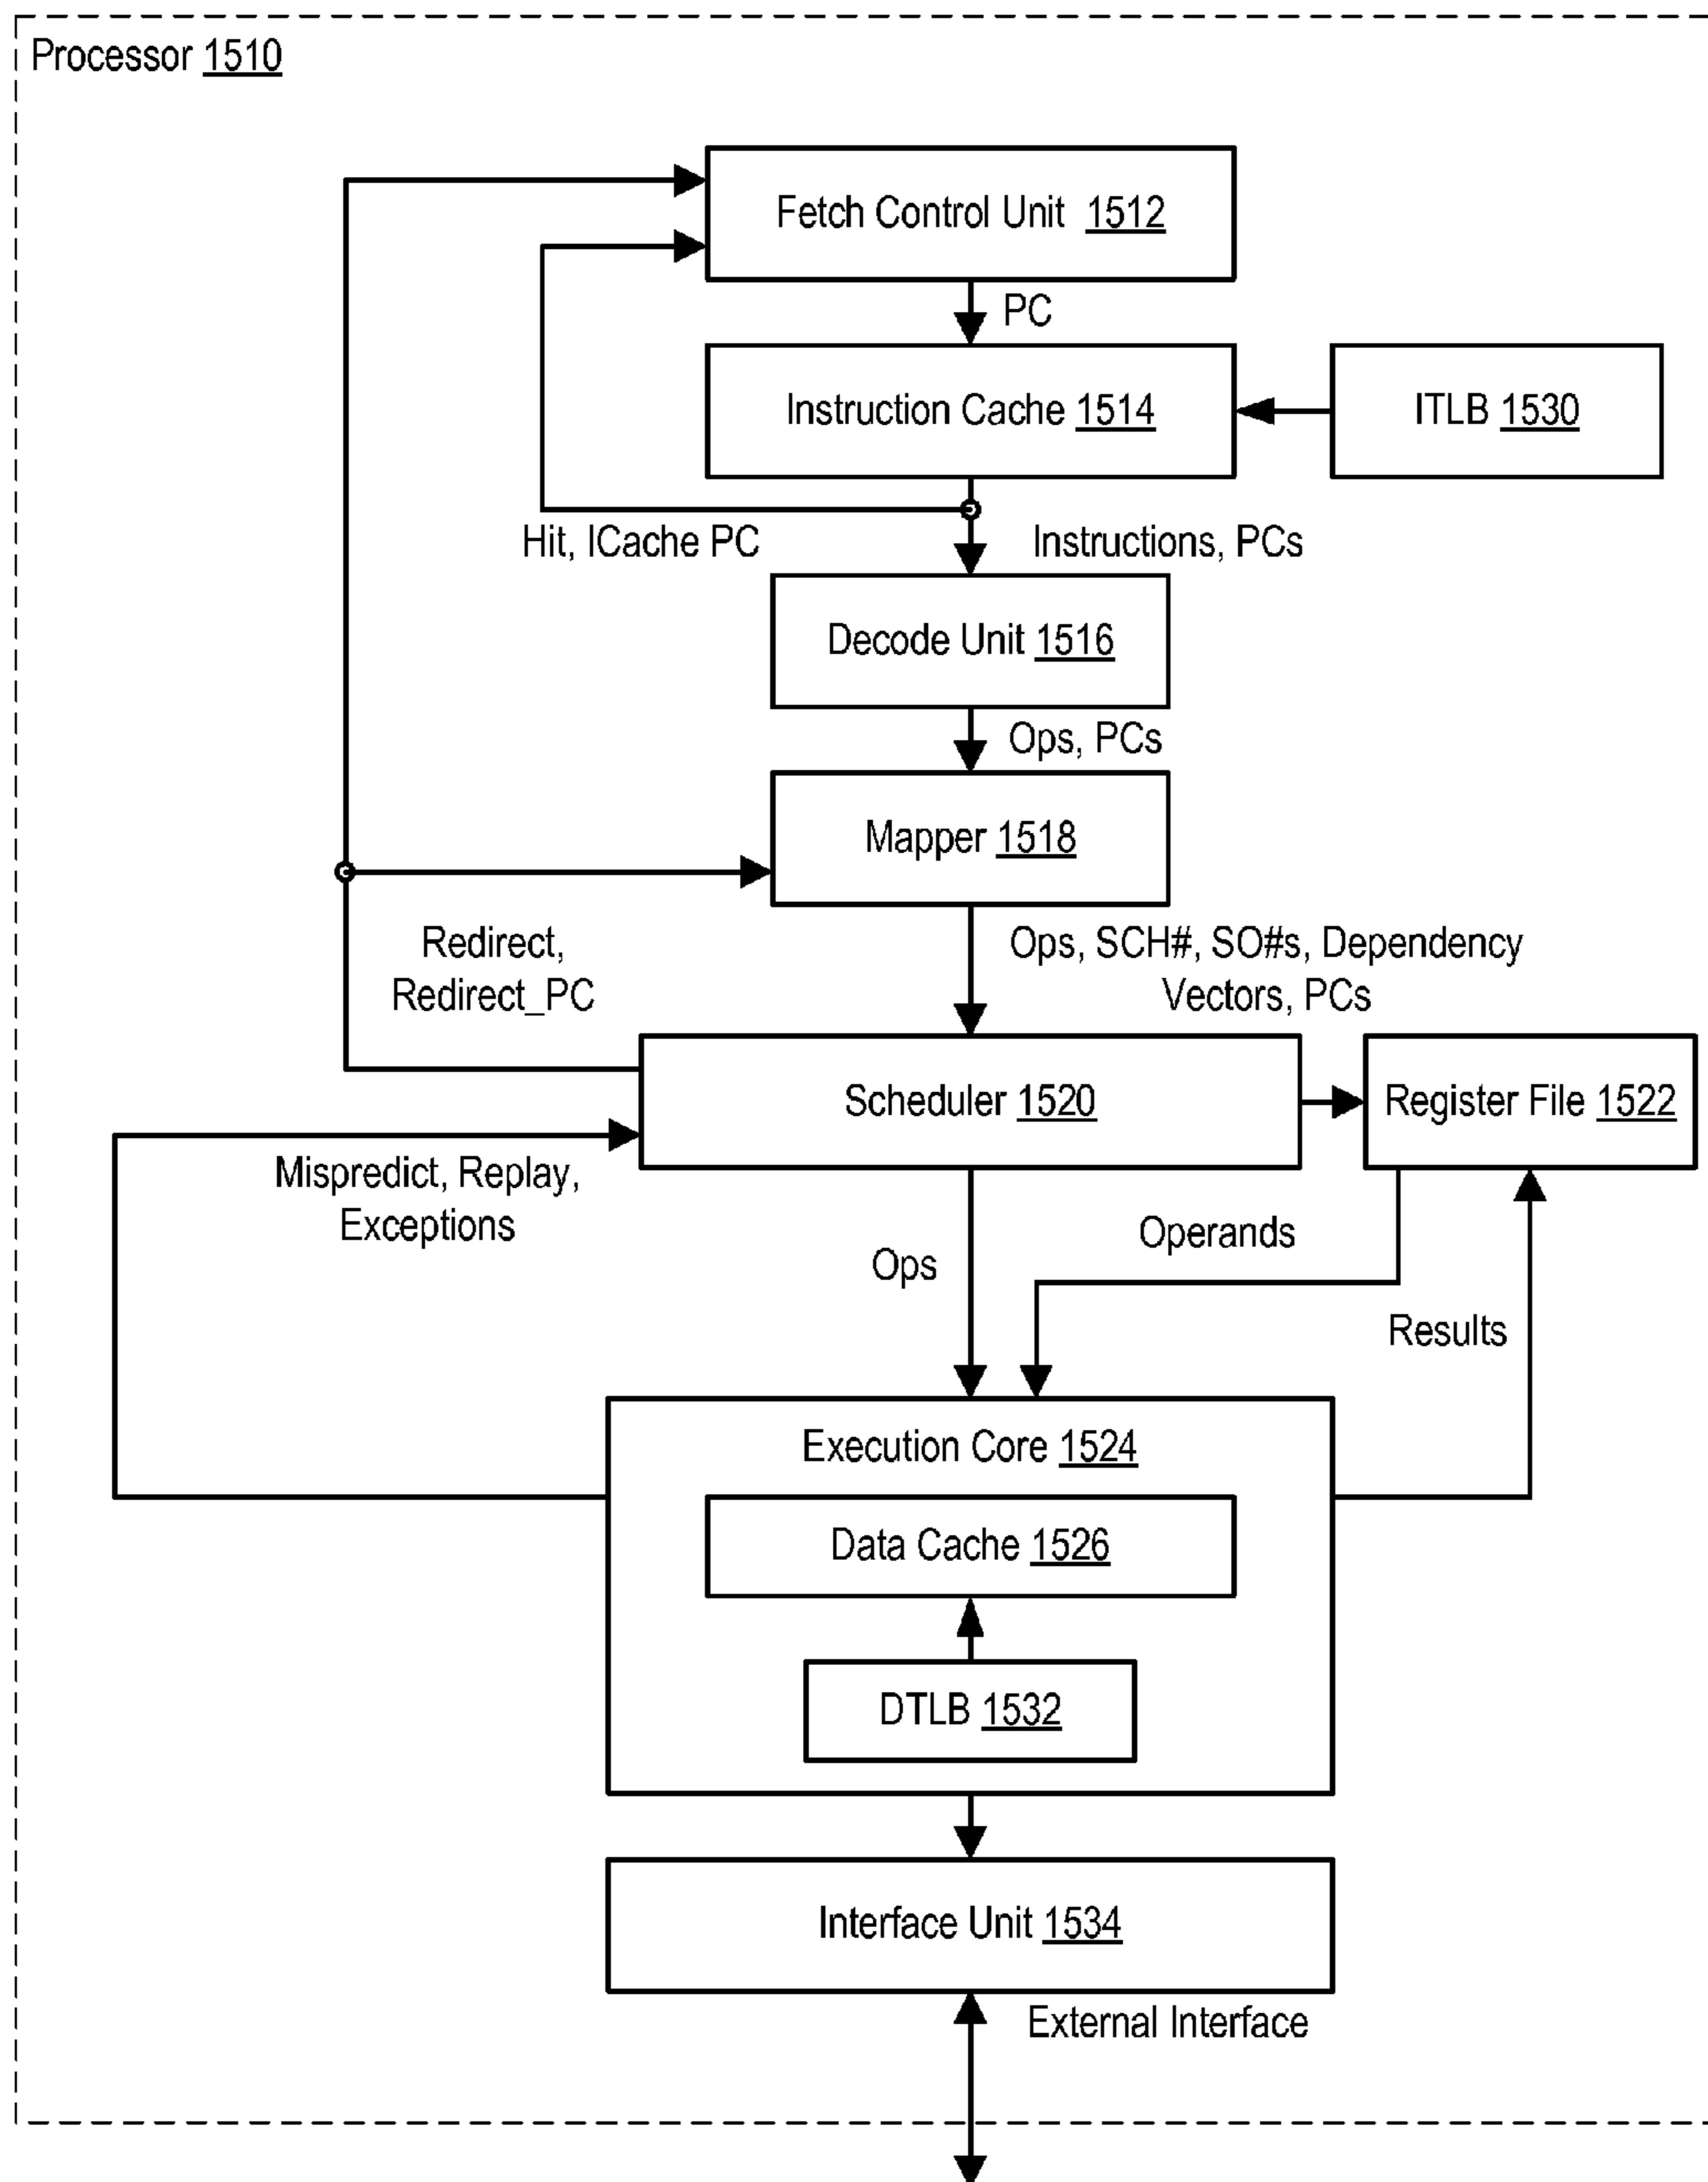 Processor 1510
Fetch Control Unit 1512
PC
Instruction Cache 1514
ITLB 1530
Hit, ICache PC
Instructions, PCs
Decode Unit 1516
Ops, PCs
Mapper 1518
Redirect,
Redirect_PC
Ops, SCH#, SO#s, Dependency
Vectors, PCs
Scheduler 1520
Register File 1522
Mispredict, Replay,
Exceptions
Operands
Ops
Results
Execution Core 1524
Data Cache 1526
DTLB 1532
Interface Unit 1534
External Interface